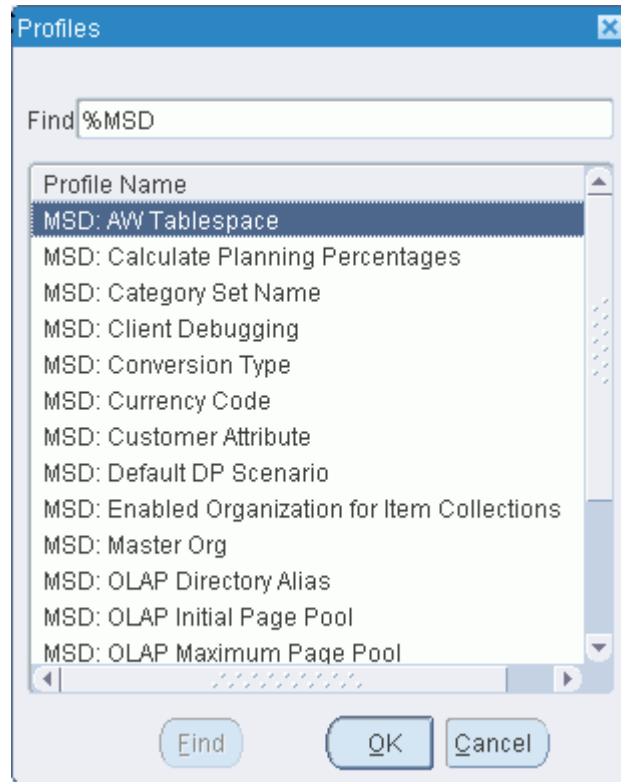 Profiles
Find %MSD
Profile Name
MSD: AW Tablespace
MSD: Calculate Planning Percentages
MSD: Category Set Name
MSD: Client Debugging
MSD: Conversion Type
MSD: Currency Code
MSD: Customer Attribute
MSD: Default DP Scenario
MSD: Enabled Organization for Item Collections
MSD: Master Org
MSD: OLAP Directory Alias
MSD: OLAP Initial Page Pool
MSD: OLAP Maximum Page Pool
Find OK Cancel